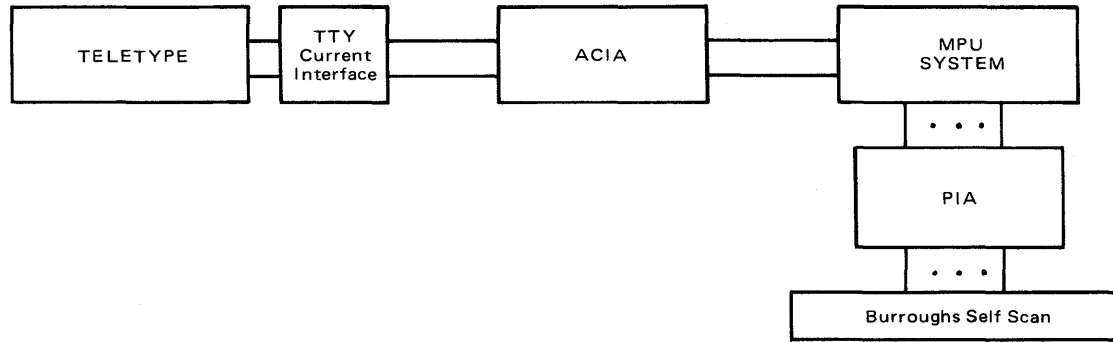 TELETYPE
TTY
Current
Interface
ACIA
MPU
SYSTEM
PIA
Burroughs Self Scan